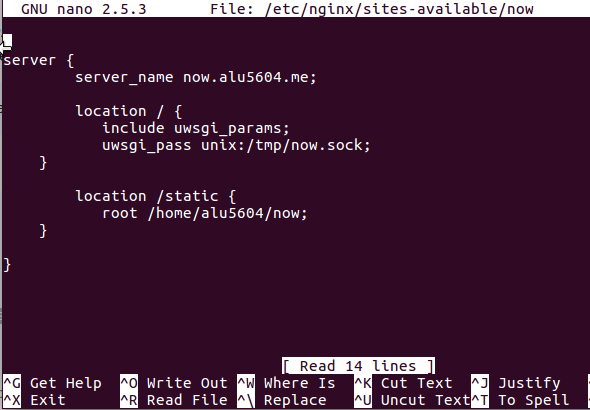 GNU nano 2.5.3 File: /etc/nginx/sites-available/now
server {
server_name now.alu5604.me;
location / {
include uwsgi_params;
uwsgi_pass unix:/tmp/now.sock;
}
location /static {
root /home/alu5604/now;
}
}
[ Read 14 lines ]
^G Get Help ^O Write Out ^W Where Is ^K Cut Text ^J Justify
^X Exit ^R Read File ^\ Replace ^U Uncut Text ^T To Spell